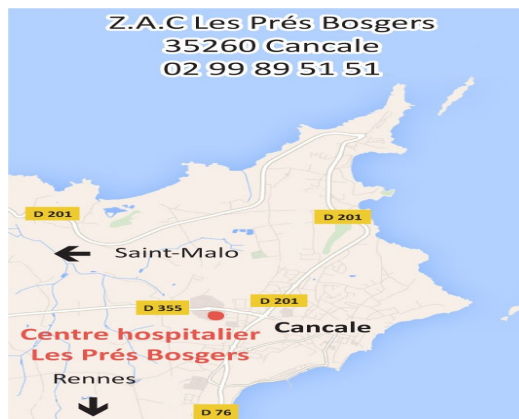 Z.A.C Les Prés Bosgers
35260 Cancale
02 99 89 51 51
D 201
D 201
Saint-Malo
D 201
D 355
Cancale
Centre hospitalier
Les Prés Bosgers
Rennes
D 76